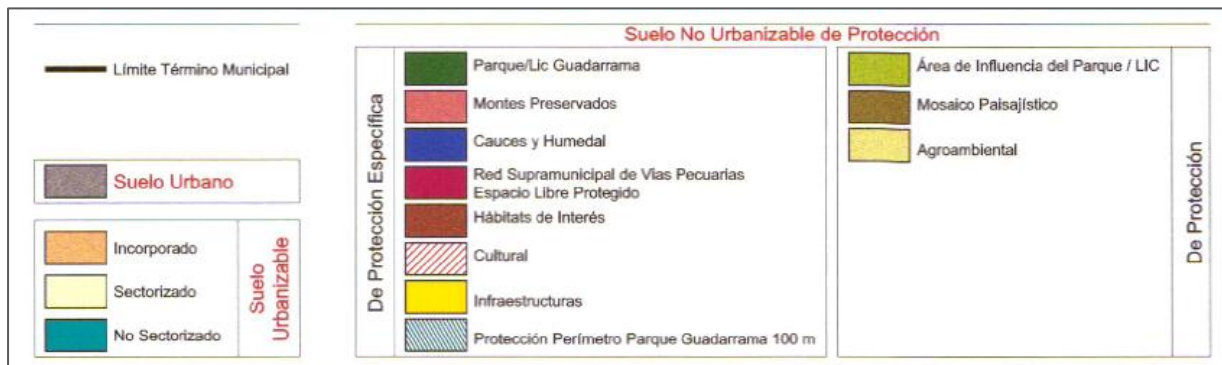 Límite Término Municipal
Suelo Urbano
Incorporado
Sectorizado
No Sectorizado
Suelo
Urbanizable
Suelo No Urbanizable de Protección
De Protección Específica
Parque/Lic Guadarrama
Montes Preservados
Cauces y Humedal
Red Supramunicipal de Vías Pecuarias
Espacio Libre Protegido
Hábitats de Interés
Cultural
Infraestructuras
Protección Perímetro Parque Guadarrama 100 m
Área de Influencia del Parque / LIC
Mosaico Paisajístico
Agroambiental
De Protección